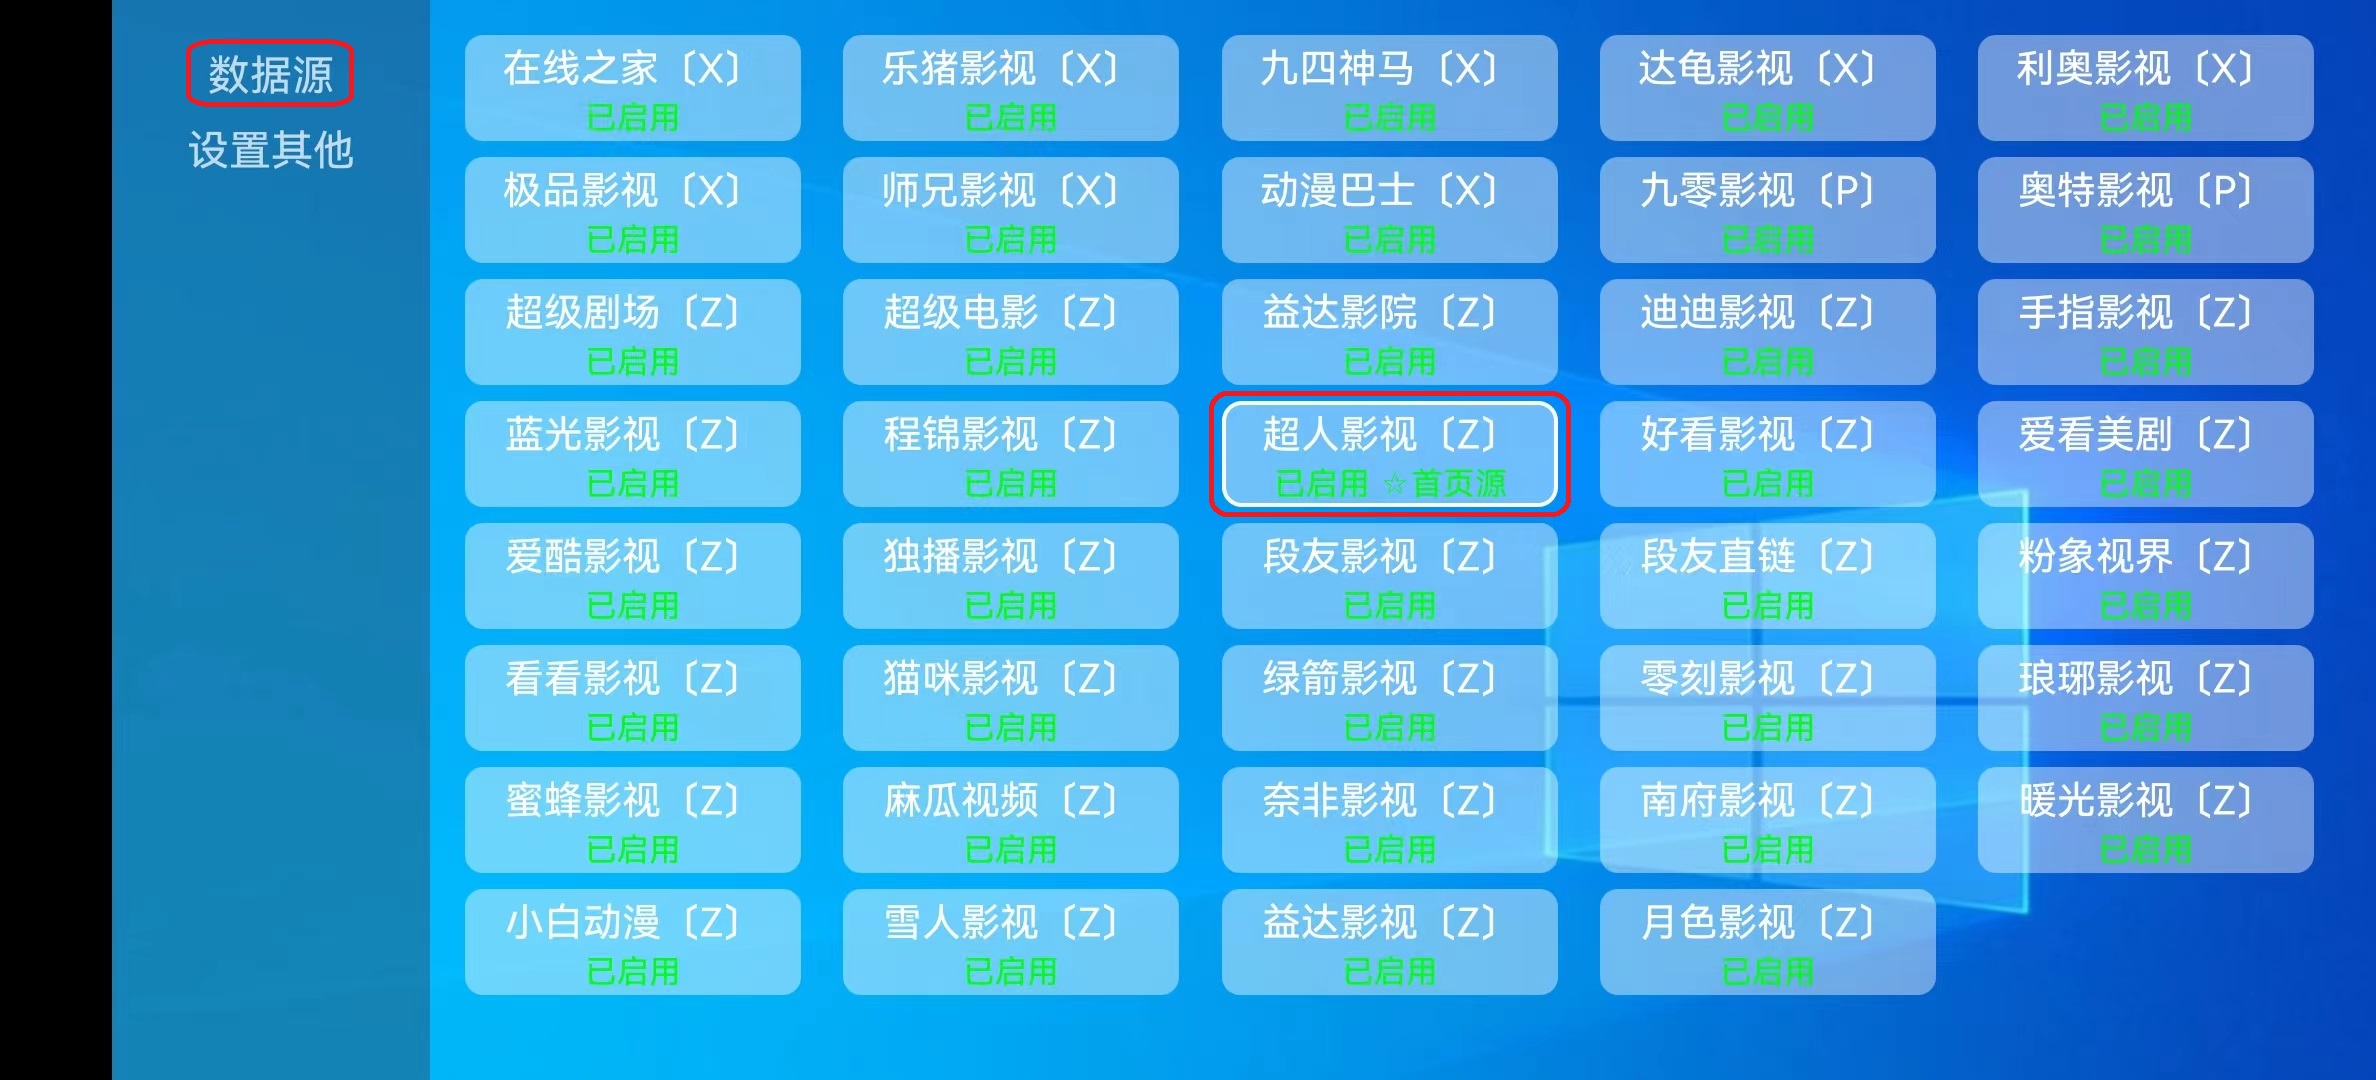 数据源
设置其他
在线之家〔X〕
已启用
乐猪影视〔X〕
已启用
九四神马〔X〕
已启用
达龟影视〔X〕
已启用
利奥影视〔X〕
已启用
极品影视〔X〕
已启用
师兄影视〔X〕
已启用
动漫巴士〔X〕
已启用
九零影视〔P〕
已启用
奥特影视〔P〕
已启用
超级剧场〔Z〕
已启用
超级电影〔Z〕
已启用
益达影院〔Z〕
已启用
迪迪影视〔Z〕
已启用
手指影视〔Z〕
已启用
蓝光影视〔Z〕
已启用
程锦影视〔Z〕
已启用
超人影视〔Z〕
已启用 ☆首页源
好看影视〔Z〕
已启用
爱看美剧〔Z〕
已启用
爱酷影视〔Z〕
已启用
独播影视〔Z〕
已启用
段友影视〔Z〕
已启用
段友直链〔Z〕
已启用
粉象视界〔Z〕
已启用
看看影视〔Z〕
已启用
猫咪影视〔Z〕
已启用
绿箭影视〔Z〕
已启用
零刻影视〔Z〕
已启用
琅琊影视〔Z〕
已启用
蜜蜂影视〔Z〕
已启用
麻瓜视频〔Z〕
已启用
奈非影视〔Z〕
已启用
南府影视〔Z〕
已启用
暖光影视〔Z〕
已启用
小白动漫〔Z〕
已启用
雪人影视〔Z〕
已启用
益达影视〔Z〕
已启用
月色影视〔Z〕
已启用